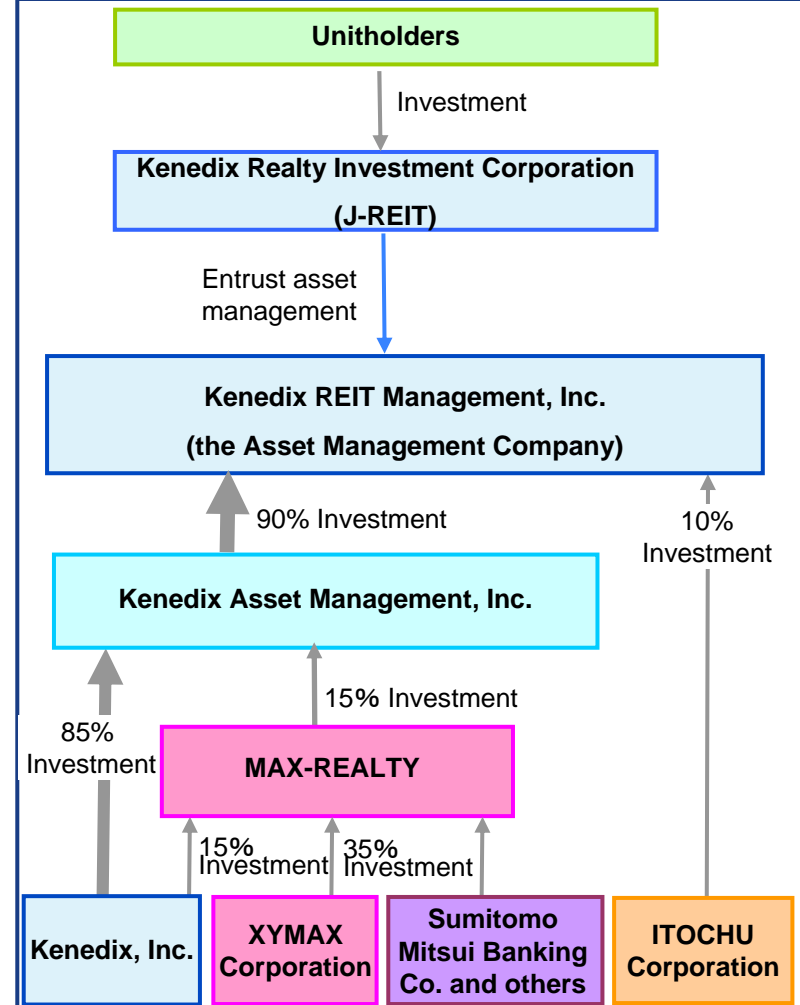 Unitholders
Investment
Kenedix Realty Investment Corporation
(J-REIT)
Entrust asset
management
Kenedix REIT Management, Inc.
(the Asset Management Company)
90% Investment
10%
Investment
Kenedix Asset Management, Inc.
15% Investment
85%
Investment
MAX-REALTY
15%
Investment
35%
Investment
Kenedix, Inc.
XYMAX
Corporation
Sumitomo
Mitsui Banking
Co. and others
ITOCHU
Corporation